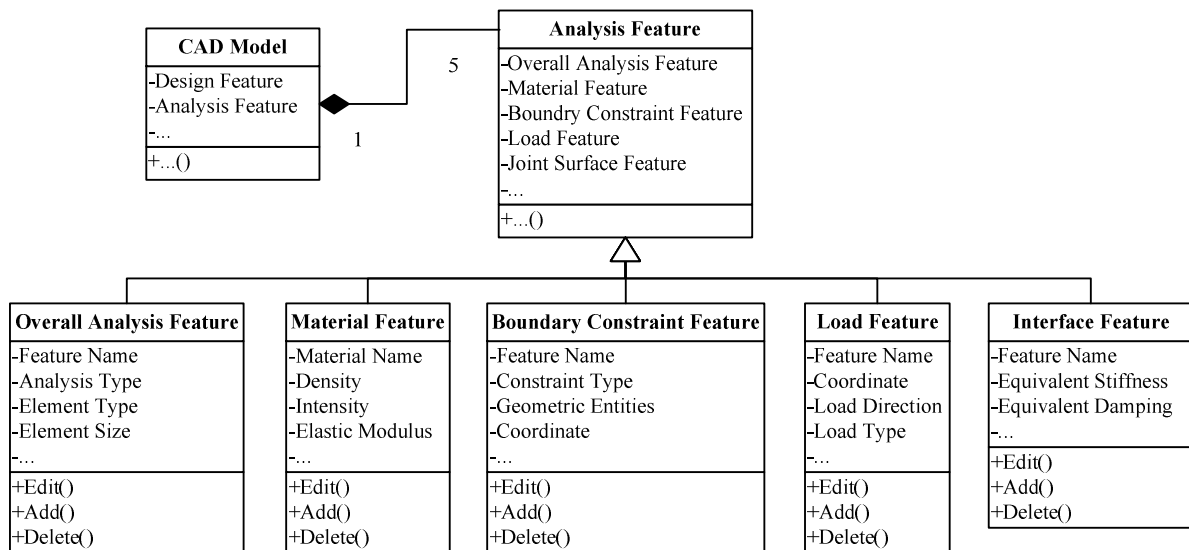 CAD Model
-Design Feature
-Analysis Feature
-...
+...()
1
5
Analysis Feature
-Overall Analysis Feature
-Material Feature
-Boundry Constraint Feature
-Load Feature
-Joint Surface Feature
-...
+...()
Overall Analysis Feature
-Feature Name
-Analysis Type
-Element Type
-Element Size
-...
+Edit()
+Add()
+Delete()
Material Feature
-Material Name
-Density
-Intensity
-Elastic Modulus
-...
+Edit()
+Add()
+Delete()
Boundary Constraint Feature
-Feature Name
-Constraint Type
-Geometric Entities
-Coordinate
-...
+Edit()
+Add()
+Delete()
Load Feature
-Feature Name
-Coordinate
-Load Direction
-Load Type
-...
+Edit()
+Add()
+Delete()
Interface Feature
-Feature Name
-Equivalent Stiffness
-Equivalent Damping
-...
+Edit()
+Add()
+Delete()